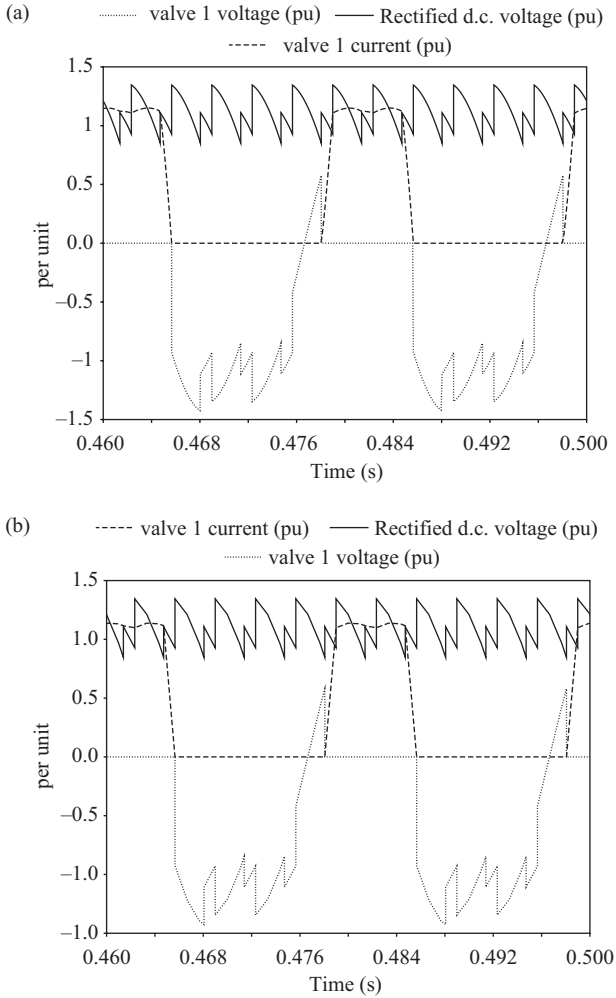 (a)
valve 1 voltage (pu) Rectified d.c. voltage (pu)
valve 1 current (pu)
1.5
1
0.5
0.0
–0.5
–1
–1.5
per unit
0.460 0.468 0.476 0.484 0.492 0.500
Time (s)
(b)
valve 1 current (pu) Rectified d.c. voltage (pu)
valve 1 voltage (pu)
1.5
1.0
0.5
0.0
–0.5
–1.0
–1.0
per unit
0.460 0.468 0.476 0.484 0.492 0.500
Time (s)